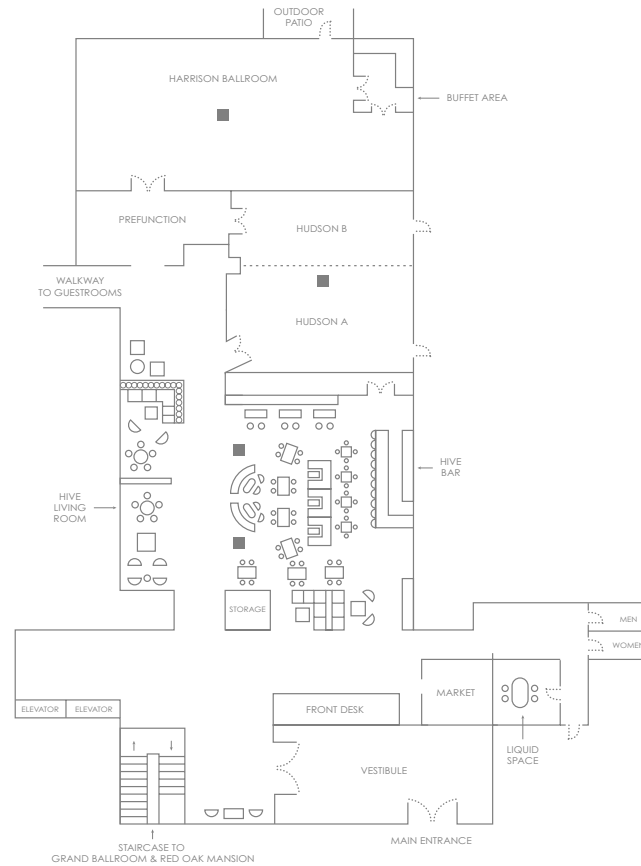 OUTDOOR
PATIO
HARRISON BALLROOM
BUFFET AREA
PREFUNCTION
HUDSON B
WALKWAY
TO GUESTROOMS
HUDSON A
HIVE
BAR
HIVE
LIVING
ROOM
STORAGE
MEN
WOMEN
MARKET
ELEVATOR
ELEVATOR
FRONT DESK
LIQUID
SPACE
VESTIBULE
MAIN ENTRANCE
STAIRCASE TO
GRAND BALLROOM & RED OAK MANSION